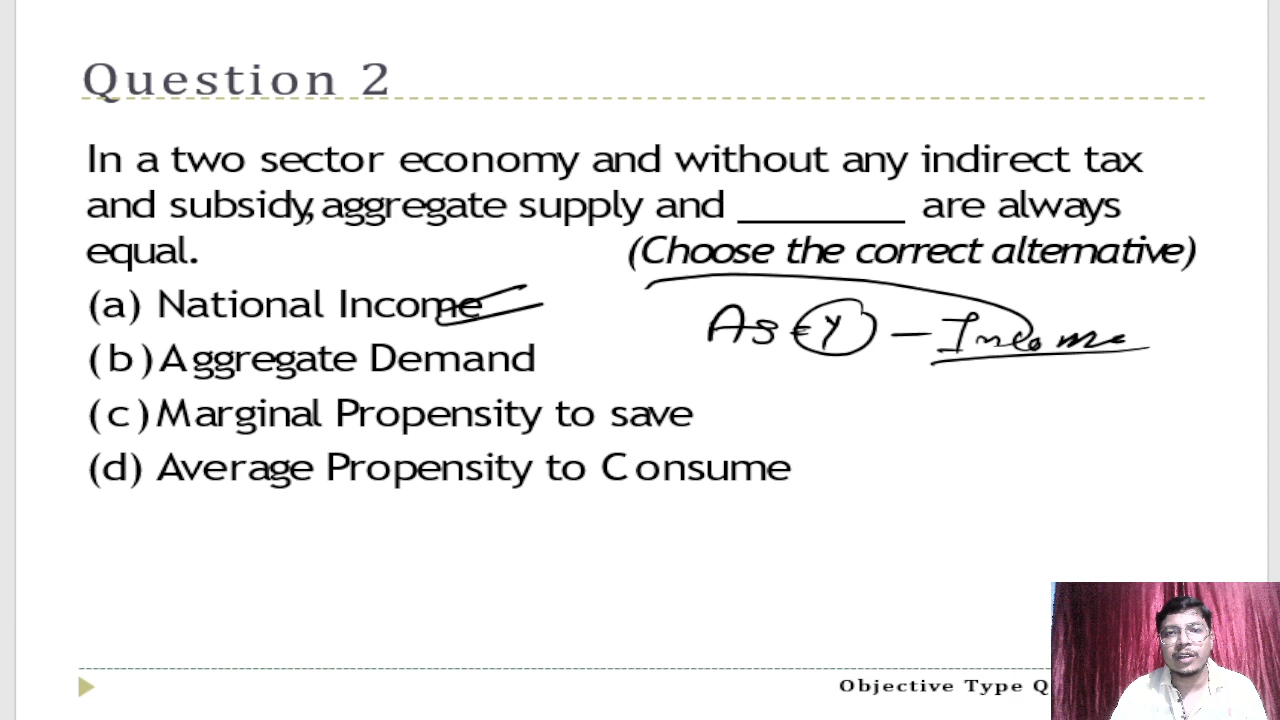 Question 2
In a two sector economy and without any indirect tax
and subsidy, aggregate supply and ________ are always
equal. (Choose the correct alternative)
(a) National Income
AS = Y – Income
(b) Aggregate Demand
(c) Marginal Propensity to save
(d) Average Propensity to Consume
Objective Type Q